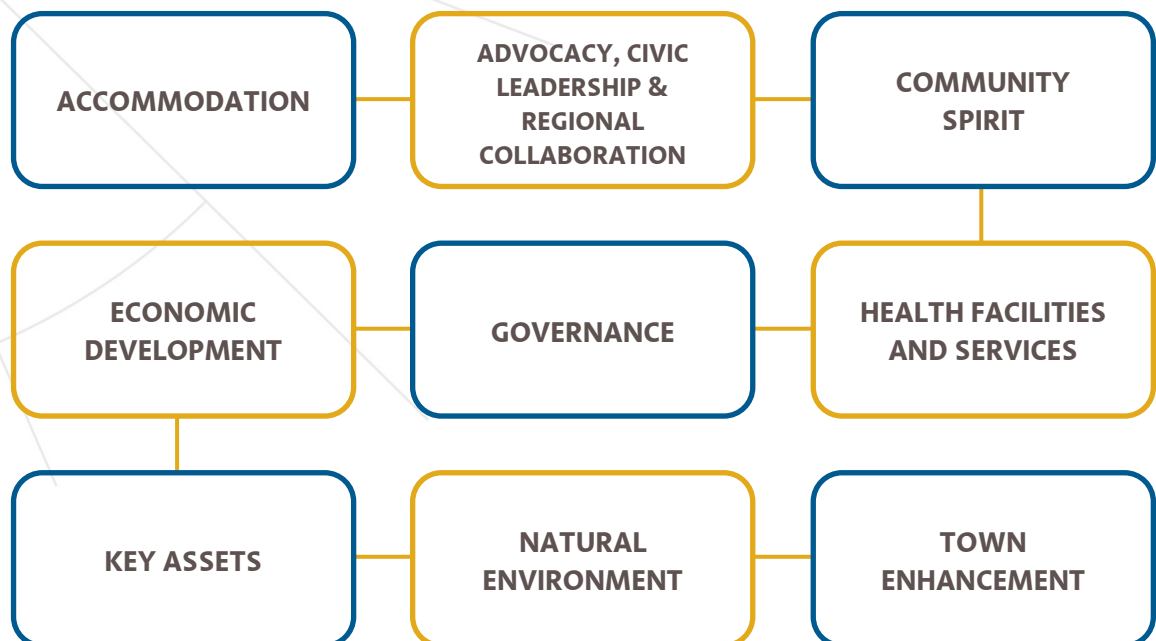 ACCOMMODATION
ADVOCACY, CIVIC
LEADERSHIP &
REGIONAL
COLLABORATION
COMMUNITY
SPIRIT
ECONOMIC
DEVELOPMENT
GOVERNANCE
HEALTH FACILITIES
AND SERVICES
KEY ASSETS
NATURAL
ENVIRONMENT
TOWN
ENHANCEMENT